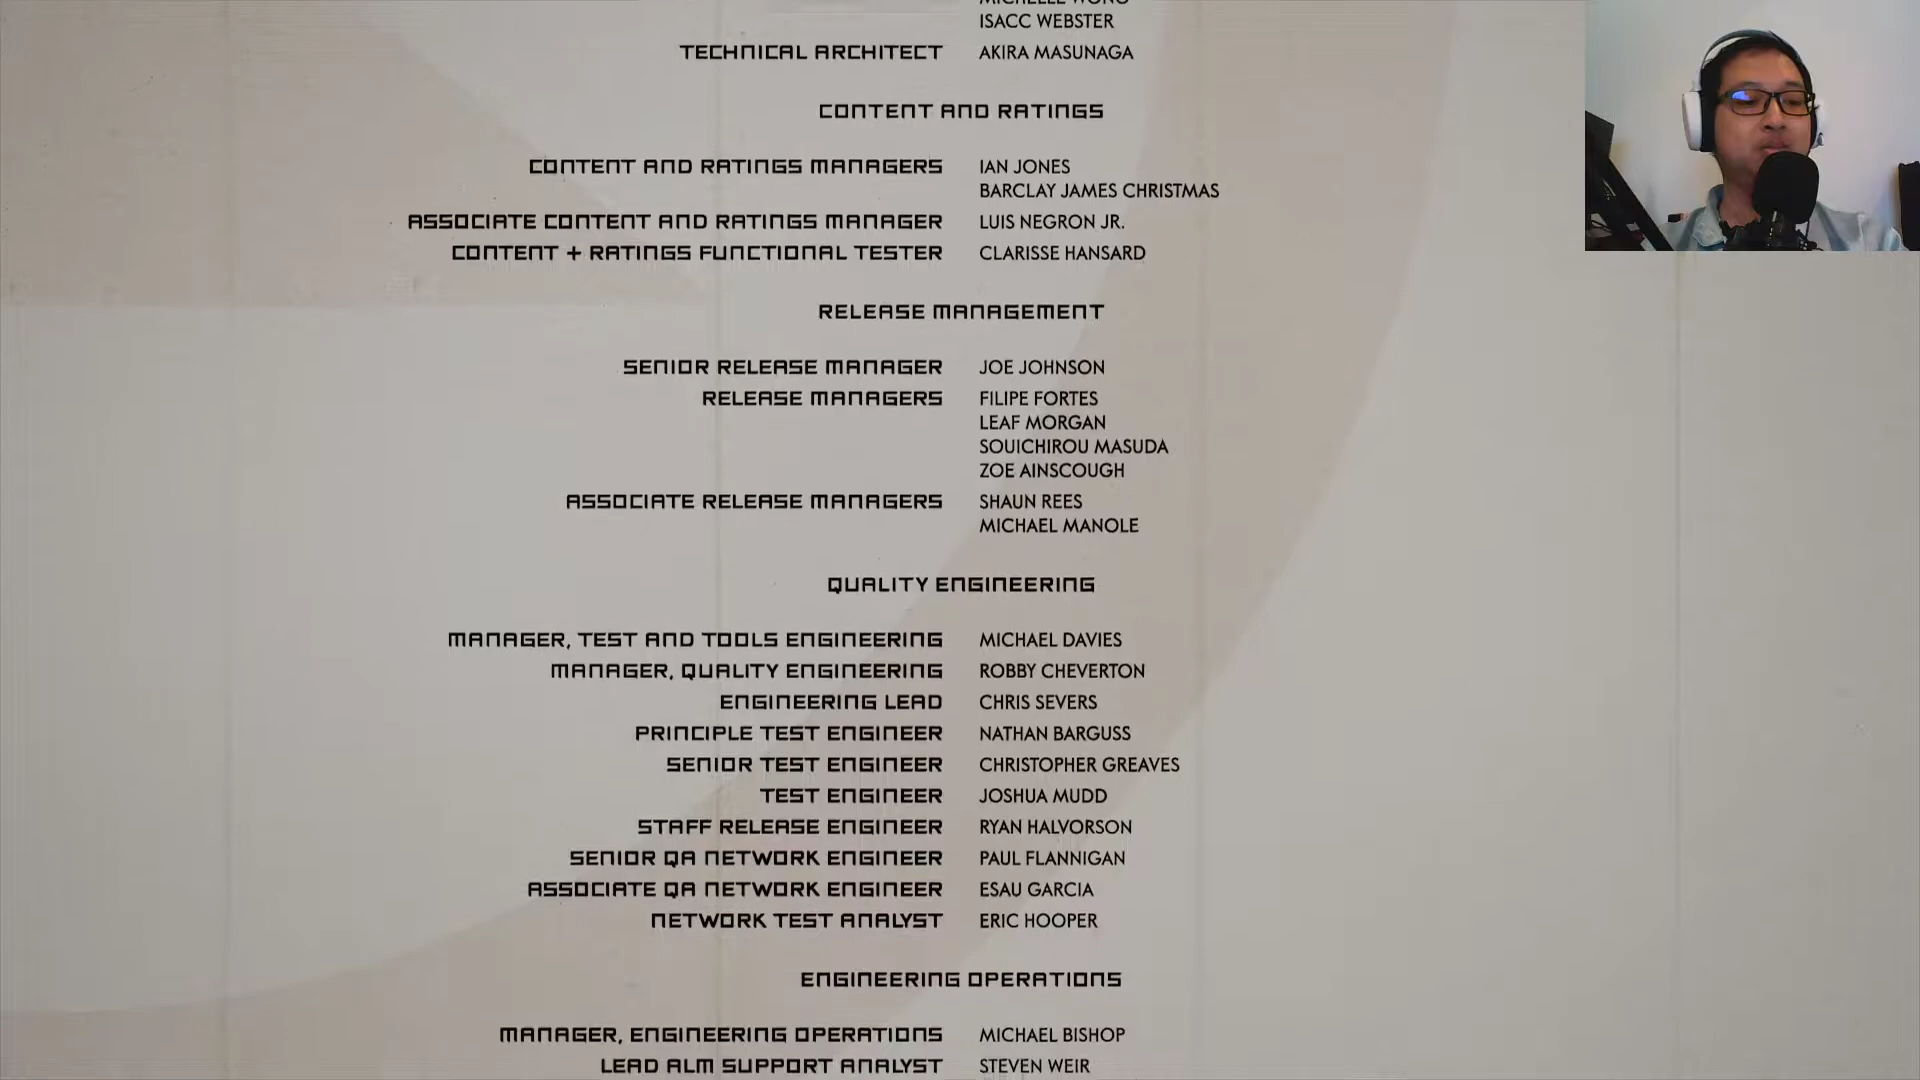 ISACC WEBSTER
TECHNICAL ARCHITECT AKIRA MASUNAGA
CONTENT AND RATINGS
CONTENT AND RATINGS MANAGERS IAN JONES
BARCLAY JAMES CHRISTMAS
ASSOCIATE CONTENT AND RATINGS MANAGER LUIS NEGRON JR.
CONTENT + RATINGS FUNCTIONAL TESTER CLARISSE HANSARD
RELEASE MANAGEMENT
SENIOR RELEASE MANAGER JOE JOHNSON
RELEASE MANAGERS FILIPE FORTES
LEAF MORGAN
SOUICHIROU MASUDA
ZOE AINSCOUGH
ASSOCIATE RELEASE MANAGERS SHAUN REES
MICHAEL MANOLE
QUALITY ENGINEERING
MANAGER, TEST AND TOOLS ENGINEERING MICHAEL DAVIES
MANAGER, QUALITY ENGINEERING ROBBY CHEVERTON
ENGINEERING LEAD CHRIS SEVERS
PRINCIPLE TEST ENGINEER NATHAN BARGUSS
SENIOR TEST ENGINEER CHRISTOPHER GREAVES
TEST ENGINEER JOSHUA MUDD
STAFF RELEASE ENGINEER RYAN HALVORSON
SENIOR QA NETWORK ENGINEER PAUL FLANNIGAN
ASSOCIATE QA NETWORK ENGINEER ESAU GARCIA
NETWORK TEST ANALYST ERIC HOOPER
ENGINEERING OPERATIONS
MANAGER, ENGINEERING OPERATIONS MICHAEL BISHOP
LEAD ALM SUPPORT ANALYST STEVEN WEIR